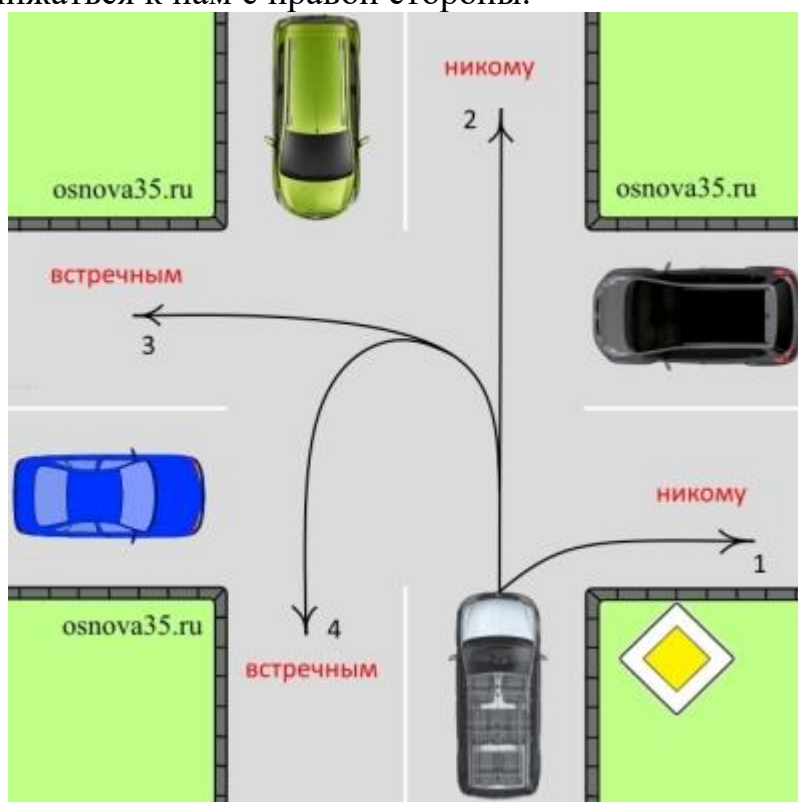 никому
2
osnova35.ru
osnova35.ru
встречным
3
никому
1
osnova35.ru
4
встречным